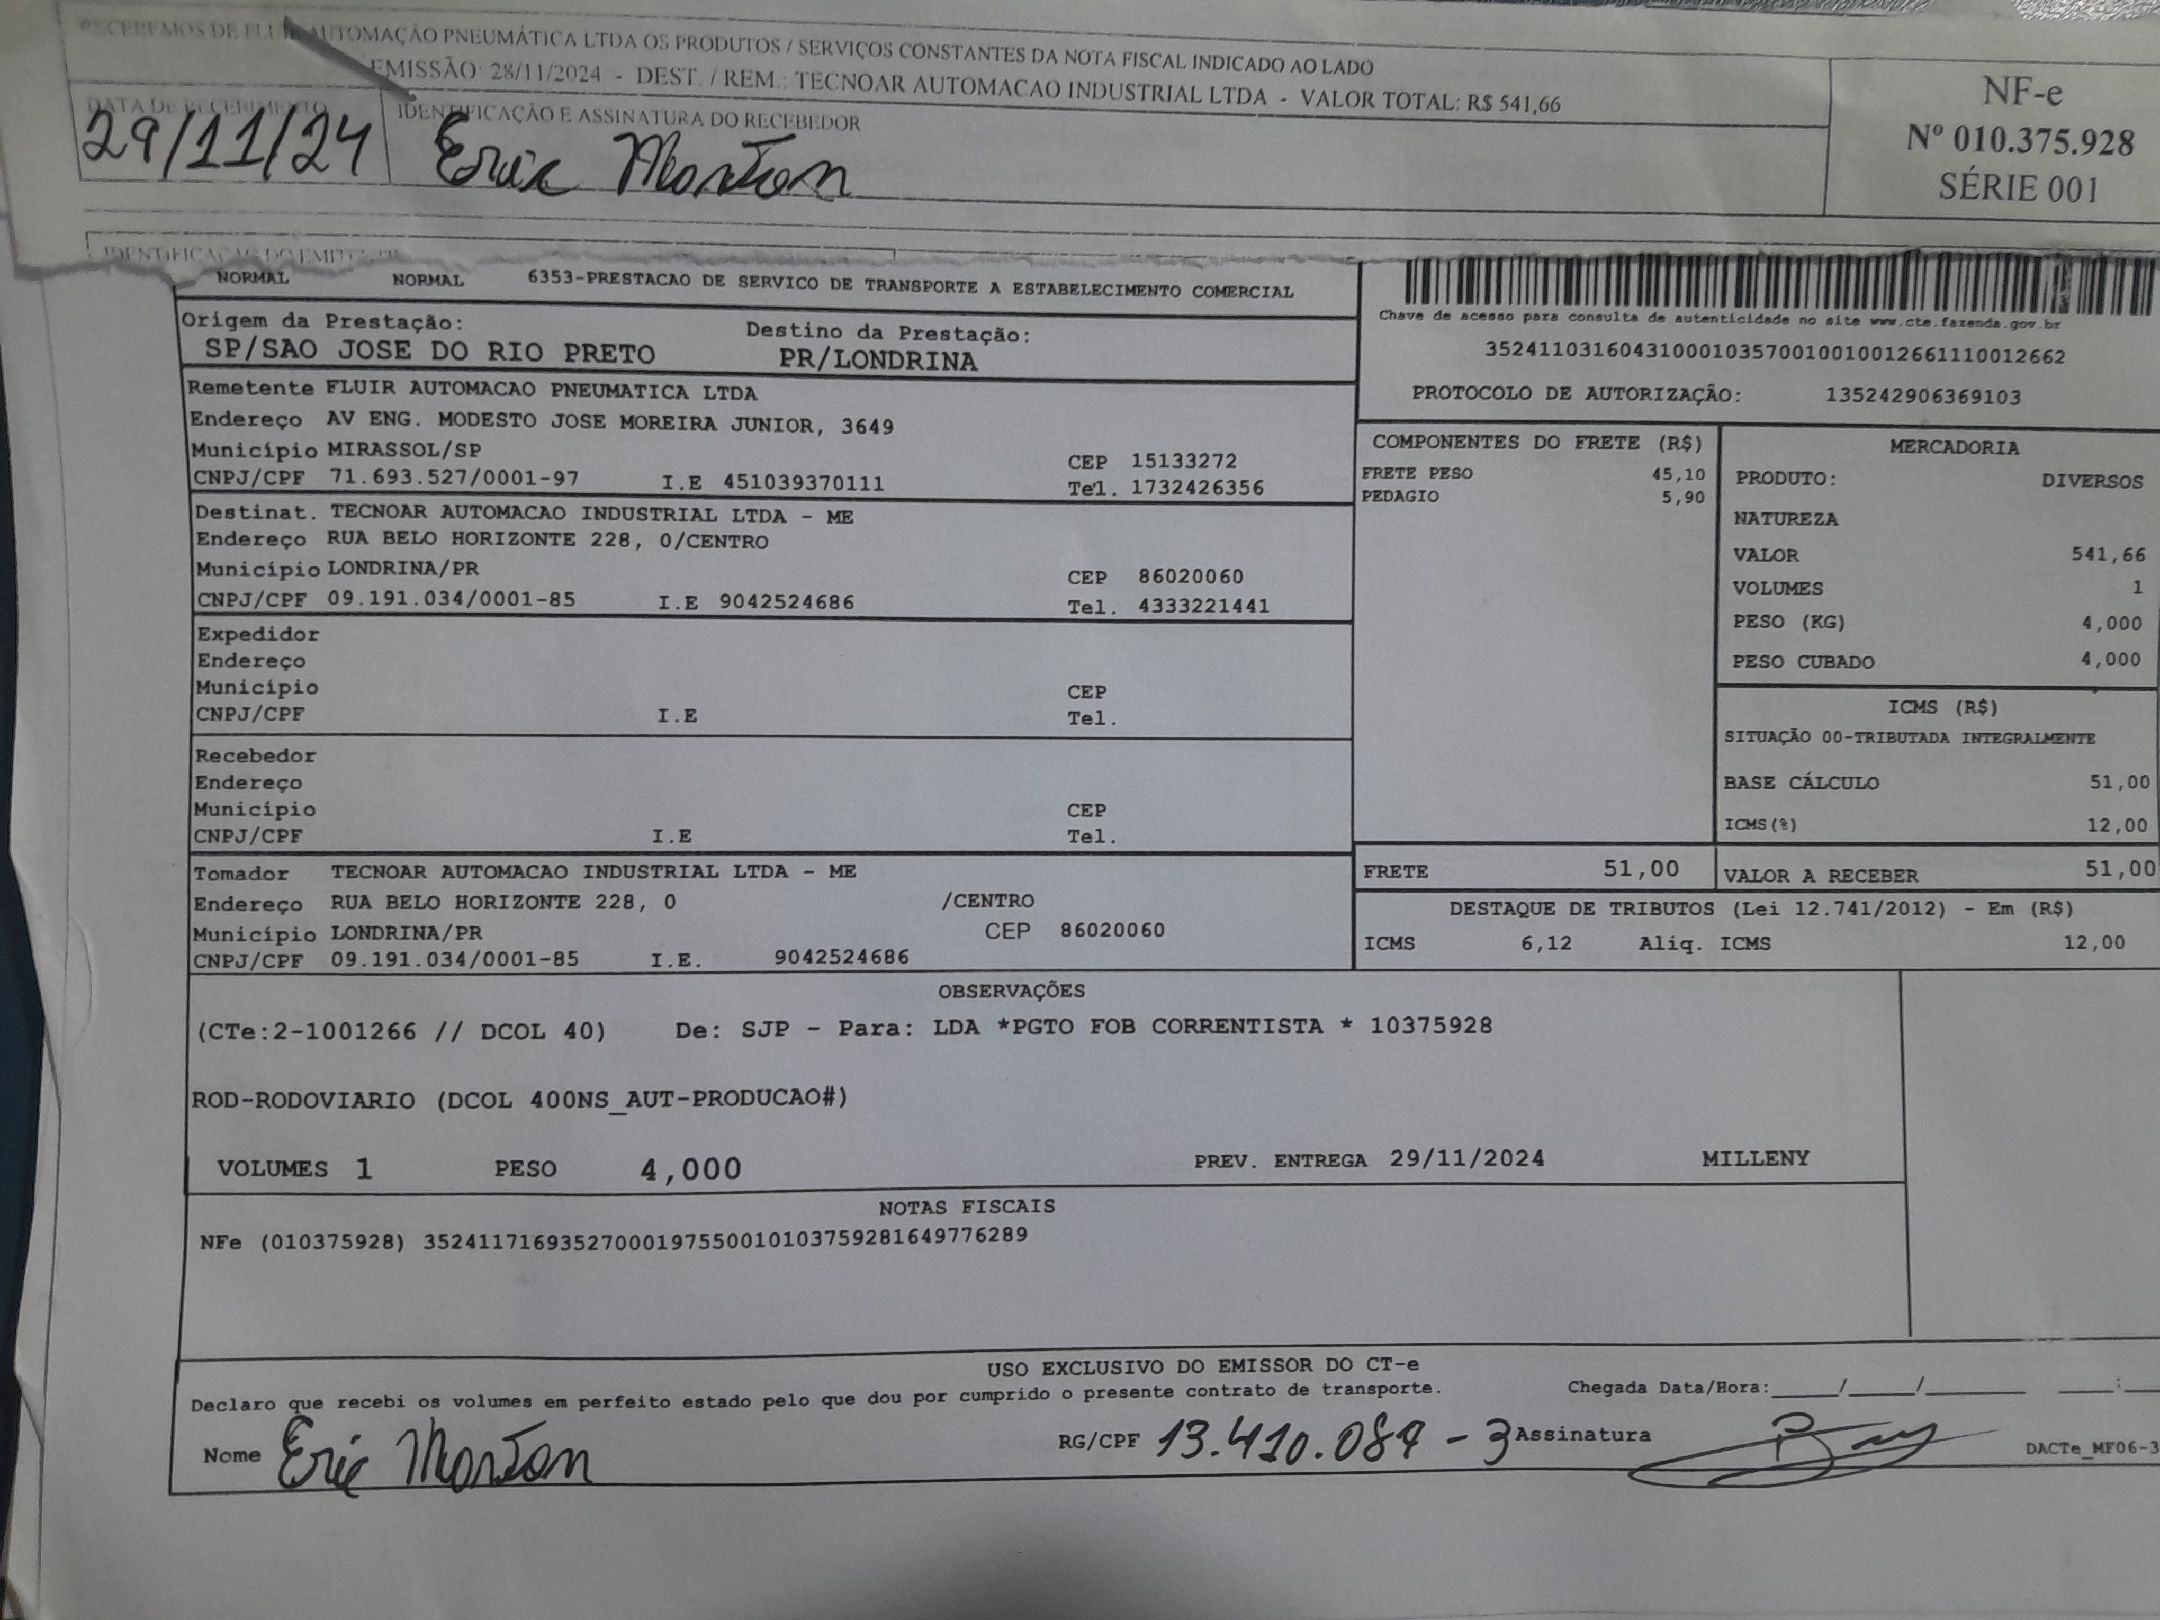 RECEBEMOS DE FLUIR AUTOMAÇÃO PNEUMÁTICA LTDA OS PRODUTOS / SERVIÇOS CONSTANTES DA NOTA FISCAL INDICADO AO LADO
EMISSÃO: 28/11/2024 - DEST. / REM.: TECNOAR AUTOMACAO INDUSTRIAL LTDA - VALOR TOTAL: R$ 541,66
NF-e
Nº 010.375.928
SÉRIE 001
DATA DE RECEBIMENTO
29/11/24
IDENTIFICAÇÃO E ASSINATURA DO RECEBEDOR
Eric
IDENTIFICAÇÃO DO EMITENTE
NORMAL NORMAL 6353-PRESTACAO DE SERVICO DE TRANSPORTE A ESTABELECIMENTO COMERCIAL
Origem da Prestação: Destino da Prestação:
SP/SAO JOSE DO RIO PRETO PR/LONDRINA
Chave de acesso para consulta de autenticidade no site www.cte.fazenda.gov.br
35241103160431000103570010010012661110012662
PROTOCOLO DE AUTORIZAÇÃO: 135242906369103
Remetente FLUIR AUTOMACAO PNEUMATICA LTDA
Endereço AV ENG. MODESTO JOSE MOREIRA JUNIOR, 3649
Município MIRASSOL/SP CEP 15133272
CNPJ/CPF 71.693.527/0001-97 I.E 451039370111 Tel. 1732426356
Destinat. TECNOAR AUTOMACAO INDUSTRIAL LTDA - ME
Endereço RUA BELO HORIZONTE 228, 0/CENTRO
Município LONDRINA/PR CEP 86020060
CNPJ/CPF 09.191.034/0001-85 I.E 9042524686 Tel. 4333221441
Expedidor
Endereço
Município CEP
CNPJ/CPF I.E Tel.
Recebedor
Endereço
Município CEP
CNPJ/CPF I.E Tel.
Tomador TECNOAR AUTOMACAO INDUSTRIAL LTDA - ME
Endereço RUA BELO HORIZONTE 228, 0 /CENTRO
Município LONDRINA/PR CEP 86020060
CNPJ/CPF 09.191.034/0001-85 I.E. 9042524686
COMPONENTES DO FRETE (R$)
FRETE PESO 45,10
PEDAGIO 5,90
MERCADORIA
PRODUTO: DIVERSOS
NATUREZA
VALOR 541,66
VOLUMES 1
PESO (KG) 4,000
PESO CUBADO 4,000
ICMS (R$)
SITUAÇÃO 00-TRIBUTADA INTEGRALMENTE
BASE CÁLCULO 51,00
ICMS(%) 12,00
FRETE 51,00 VALOR A RECEBER 51,00
DESTAQUE DE TRIBUTOS (Lei 12.741/2012) - Em (R$)
ICMS 6,12 Aliq. ICMS 12,00
OBSERVAÇÕES
(CTe:2-1001266 // DCOL 40) De: SJP - Para: LDA *PGTO FOB CORRENTISTA * 10375928
ROD-RODOVIARIO (DCOL 400NS_AUT-PRODUCAO#)
VOLUMES 1 PESO 4,000 PREV. ENTREGA 29/11/2024 MILLENY
NOTAS FISCAIS
NFe (010375928) 35241171693527000197550010103759281649776289
USO EXCLUSIVO DO EMISSOR DO CT-e
Declaro que recebi os volumes em perfeito estado pelo que dou por cumprido o presente contrato de transporte. Chegada Data/Hora:____/____/______ ___:__
Nome Eric RG/CPF 13.410.087-3 Assinatura DACTe_MF06-3